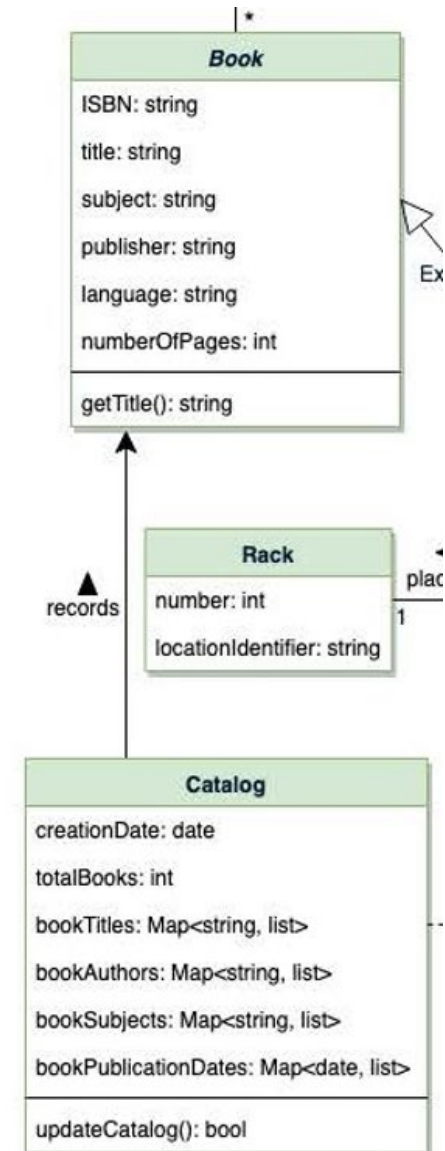 *
Book
ISBN: string
title: string
subject: string
publisher: string
language: string
numberOfPages: int
Ex
getTitle(): string
Rack
number: int
locationIdentifier: string
plac
1
records
Catalog
creationDate: date
totalBooks: int
bookTitles: Map<string, list>
bookAuthors: Map<string, list>
bookSubjects: Map<string, list>
bookPublicationDates: Map<date, list>
updateCatalog(): bool